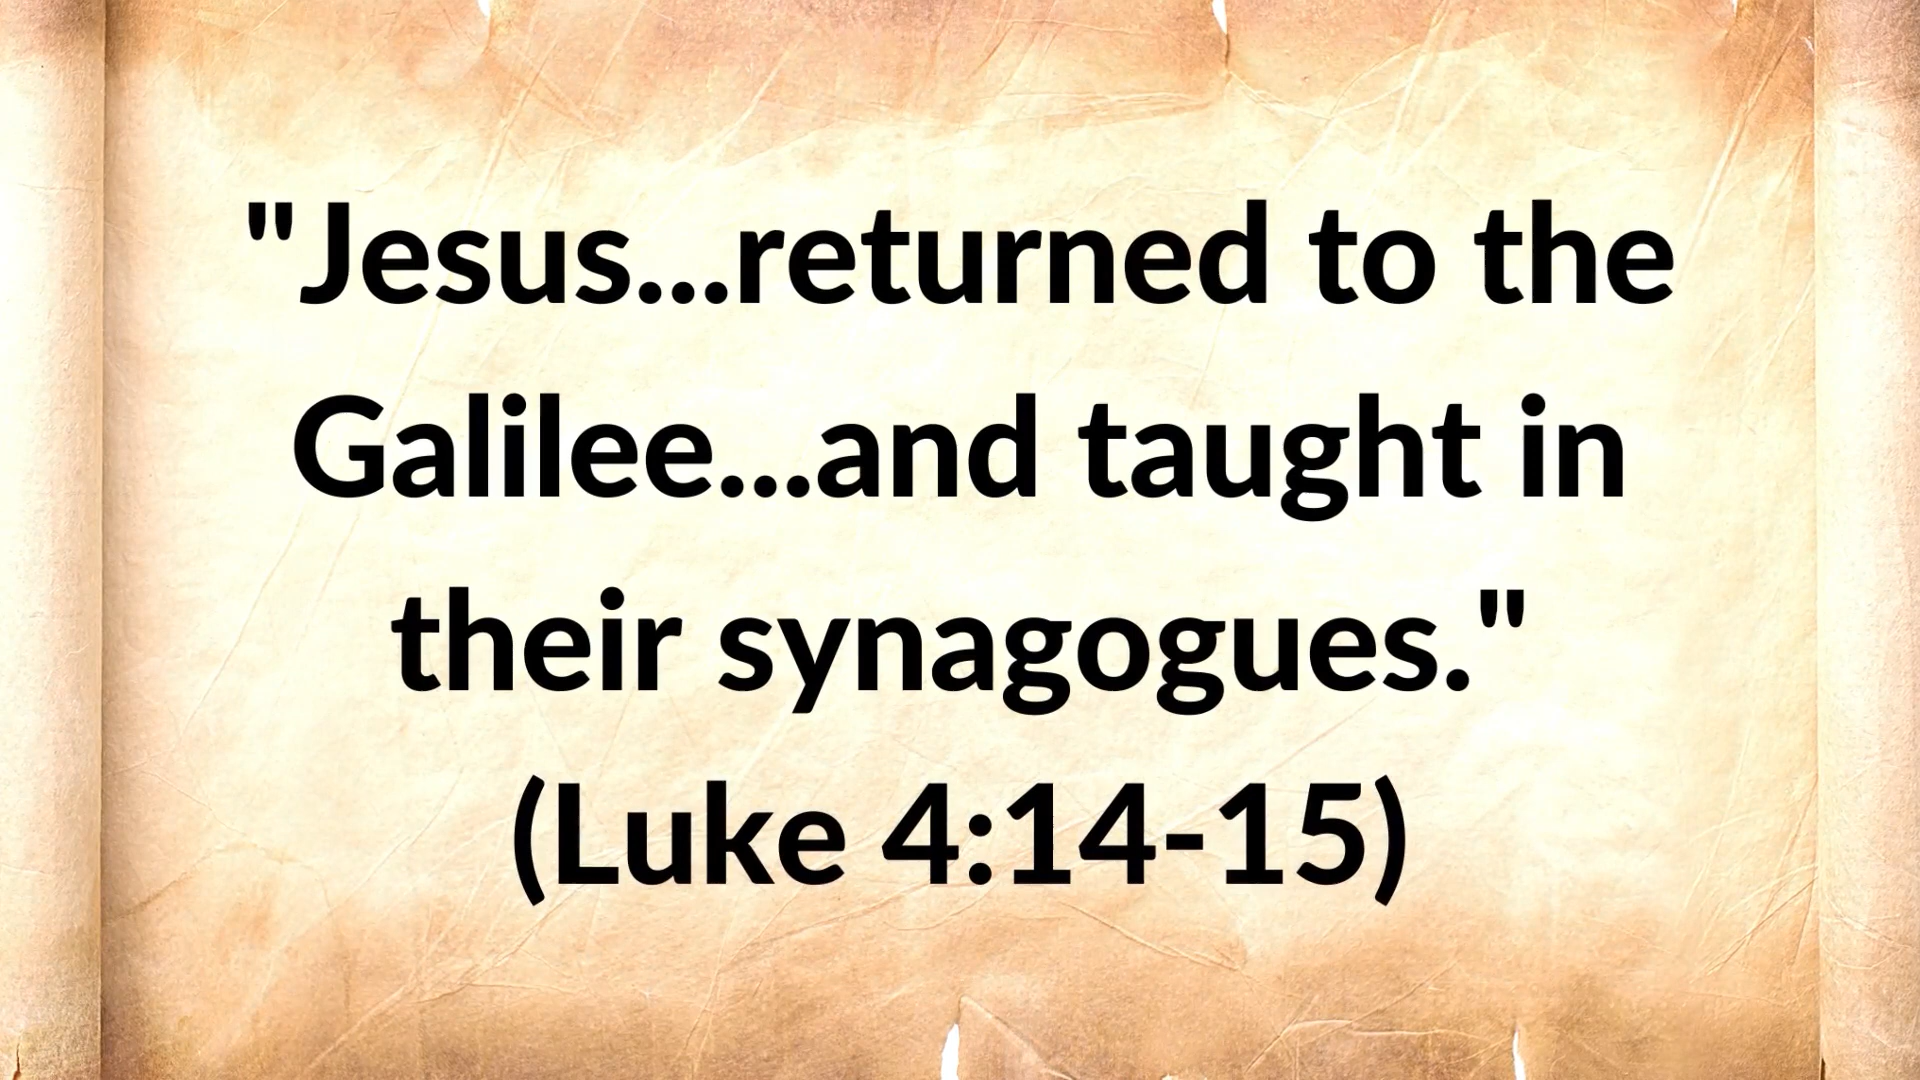 "Jesus...returned to the
Galilee...and taught in
their synagogues."
(Luke 4:14-15)